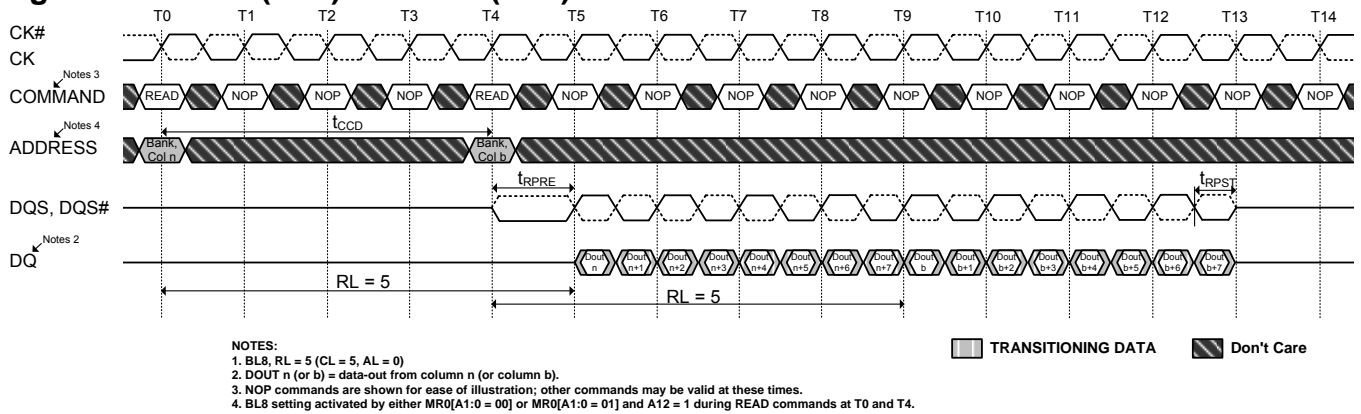 T0 T1 T2 T3 T4 T5 T6 T7 T8 T9 T10 T11 T12 T13 T14
CK#
CK
Notes 3
COMMAND READ NOP NOP NOP READ NOP NOP NOP NOP NOP NOP NOP NOP NOP NOP
tCCD
Notes 4
ADDRESS Bank, Col n Bank, Col b
tRPRE tRPST
DQS, DQS#
Notes 2
DQ Dout n Dout n+1 Dout n+2 Dout n+3 Dout n+4 Dout n+5 Dout n+6 Dout n+7 Dout b Dout b+1 Dout b+2 Dout b+3 Dout b+4 Dout b+5 Dout b+6 Dout b+7
RL = 5 RL = 5
NOTES:
1. BL8, RL = 5 (CL = 5, AL = 0)
2. DOUT n (or b) = data-out from column n (or column b).
3. NOP commands are shown for ease of illustration; other commands may be valid at these times.
4. BL8 setting activated by either MR0[A1:0 = 00] or MR0[A1:0 = 01] and A12 = 1 during READ commands at T0 and T4.
TRANSITIONING DATA Don't Care